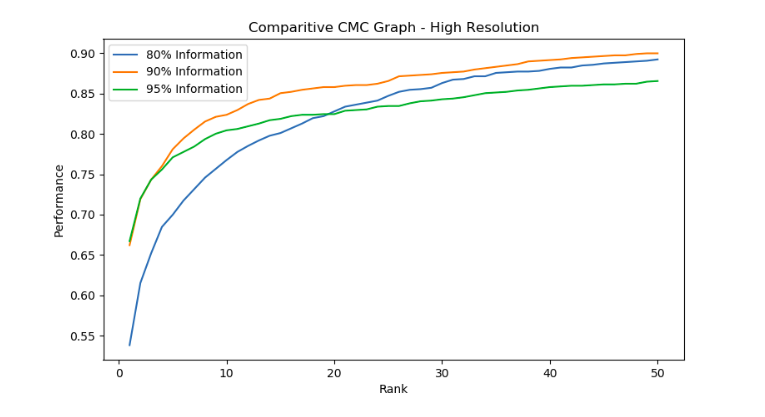 Comparitive CMC Graph - High Resolution
80% Information
90% Information
95% Information
0.90
0.85
0.80
0.75
0.70
0.65
0.60
0.55
Performance
0 10 20 30 40 50
Rank